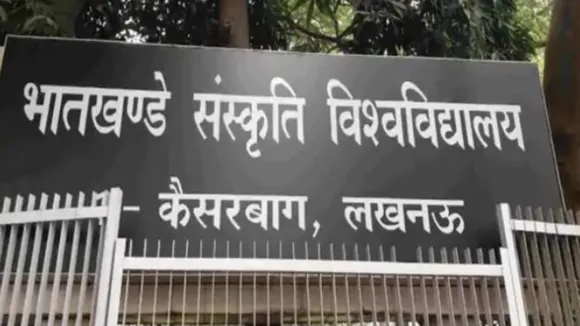 भातखण्डे संस्कृति विश्वविद्यालय
- कैसरबाग, लखनऊ